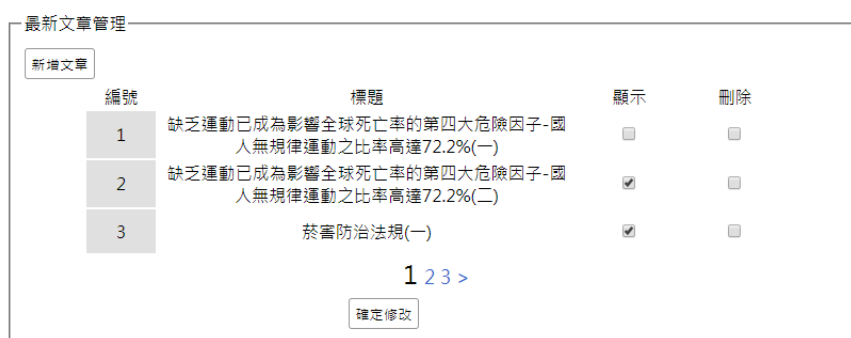 最新文章管理
新增文章
編號 標題 顯示 刪除
1 缺乏運動已成為影響全球死亡率的第四大危險因子-國
人無規律運動之比率高達72.2%(一)
2 缺乏運動已成為影響全球死亡率的第四大危險因子-國
人無規律運動之比率高達72.2%(二)
3 菸害防治法規(一)
1 2 3 >
確定修改